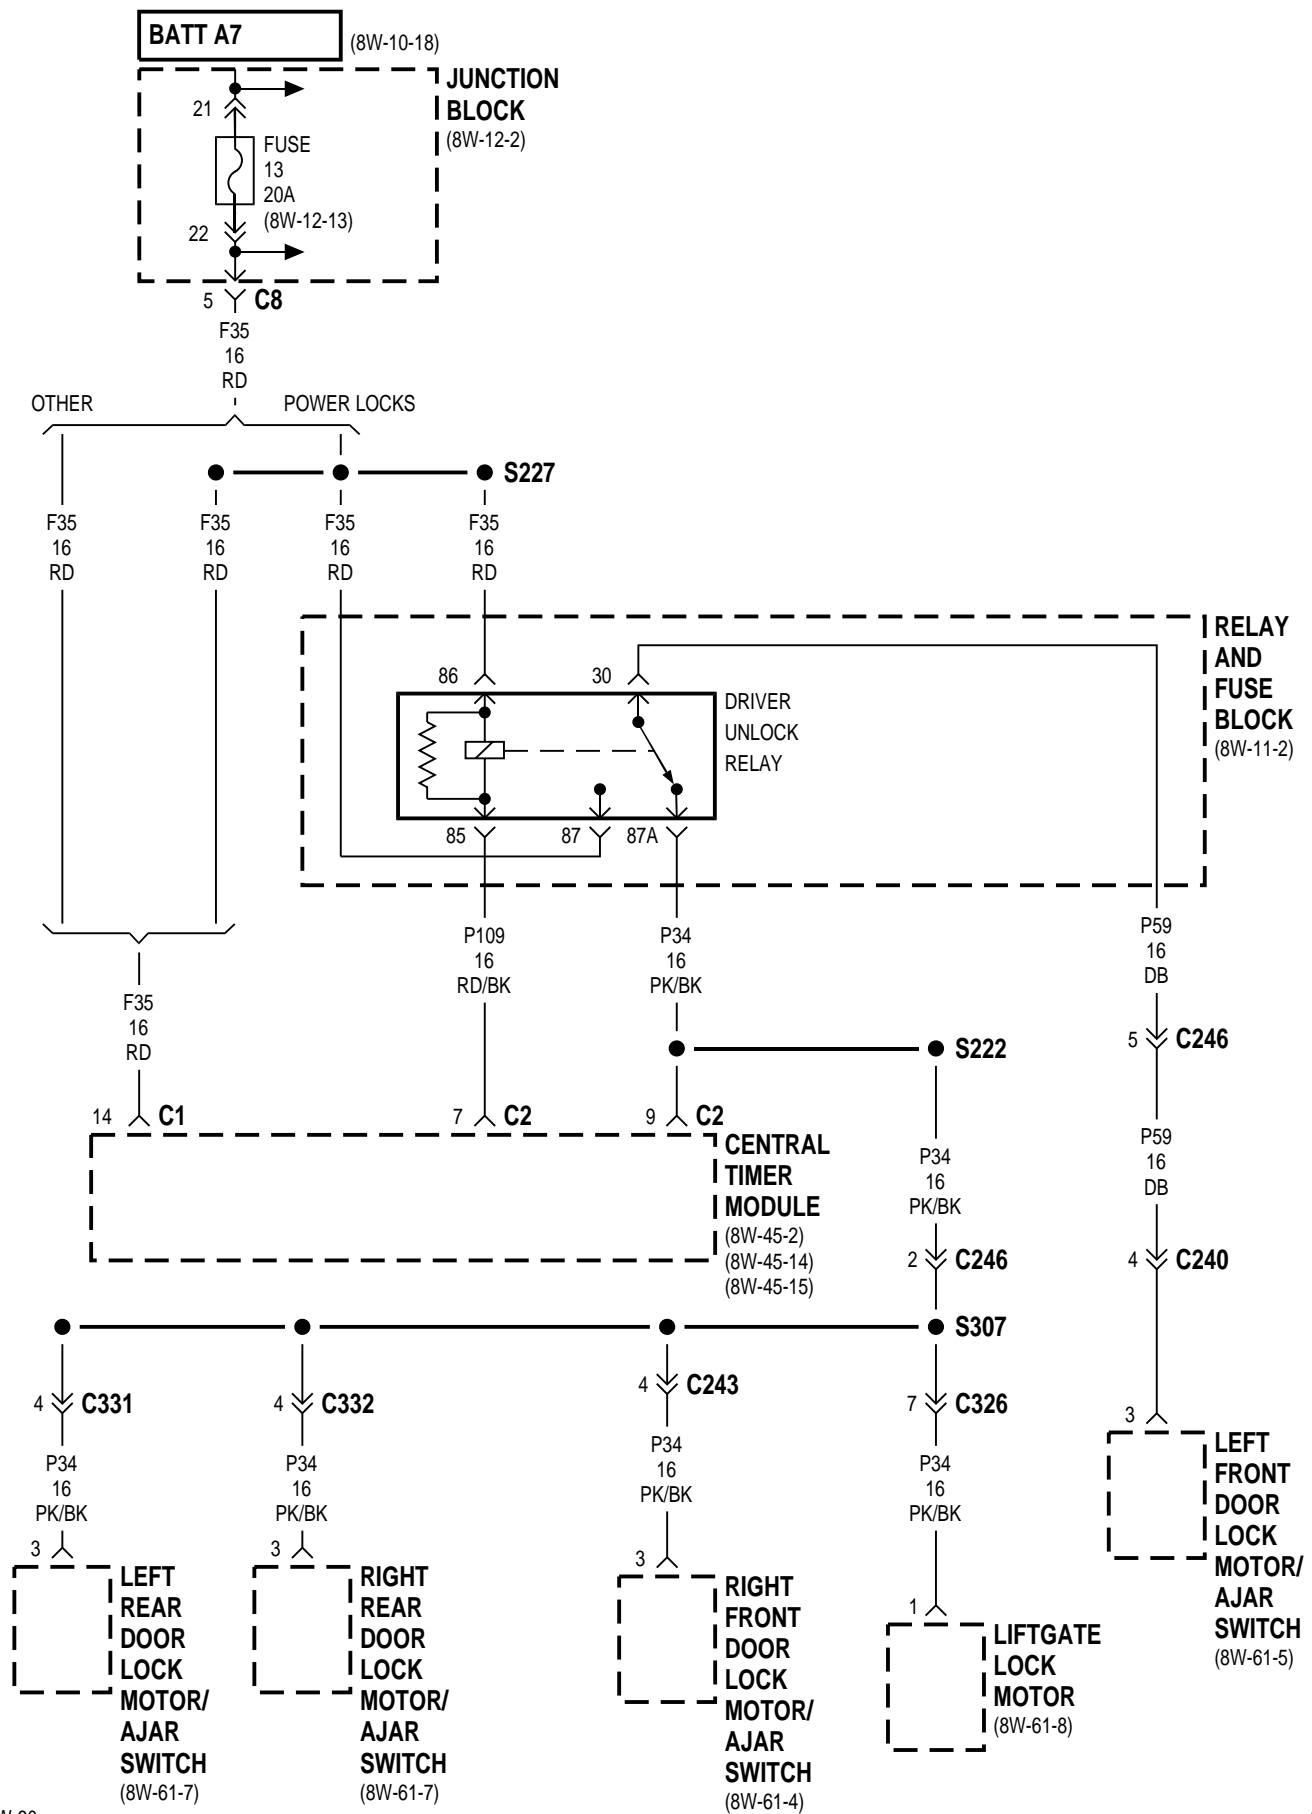 BATT A7
(8W-10-18)
JUNCTION
BLOCK
(8W-12-2)
21
FUSE
13
20A
(8W-12-13)
22
5
C8
F35
16
RD
OTHER
POWER LOCKS
S227
F35
16
RD
F35
16
RD
F35
16
RD
F35
16
RD
RELAY
AND
FUSE
BLOCK
(8W-11-2)
86
30
DRIVER
UNLOCK
RELAY
85
87
87A
P109
16
RD/BK
P34
16
PK/BK
P59
16
DB
F35
16
RD
5
C246
S222
14
C1
7
C2
9
C2
CENTRAL
TIMER
MODULE
(8W-45-2)
(8W-45-14)
(8W-45-15)
P34
16
PK/BK
P59
16
DB
2
C246
4
C240
S307
4
C331
4
C332
4
C243
7
C326
P34
16
PK/BK
P34
16
PK/BK
P34
16
PK/BK
P34
16
PK/BK
3
LEFT
FRONT
DOOR
LOCK
MOTOR/
AJAR
SWITCH
(8W-61-5)
3
LEFT
REAR
DOOR
LOCK
MOTOR/
AJAR
SWITCH
(8W-61-7)
3
RIGHT
REAR
DOOR
LOCK
MOTOR/
AJAR
SWITCH
(8W-61-7)
3
RIGHT
FRONT
DOOR
LOCK
MOTOR/
AJAR
SWITCH
(8W-61-4)
1
LIFTGATE
LOCK
MOTOR
(8W-61-8)